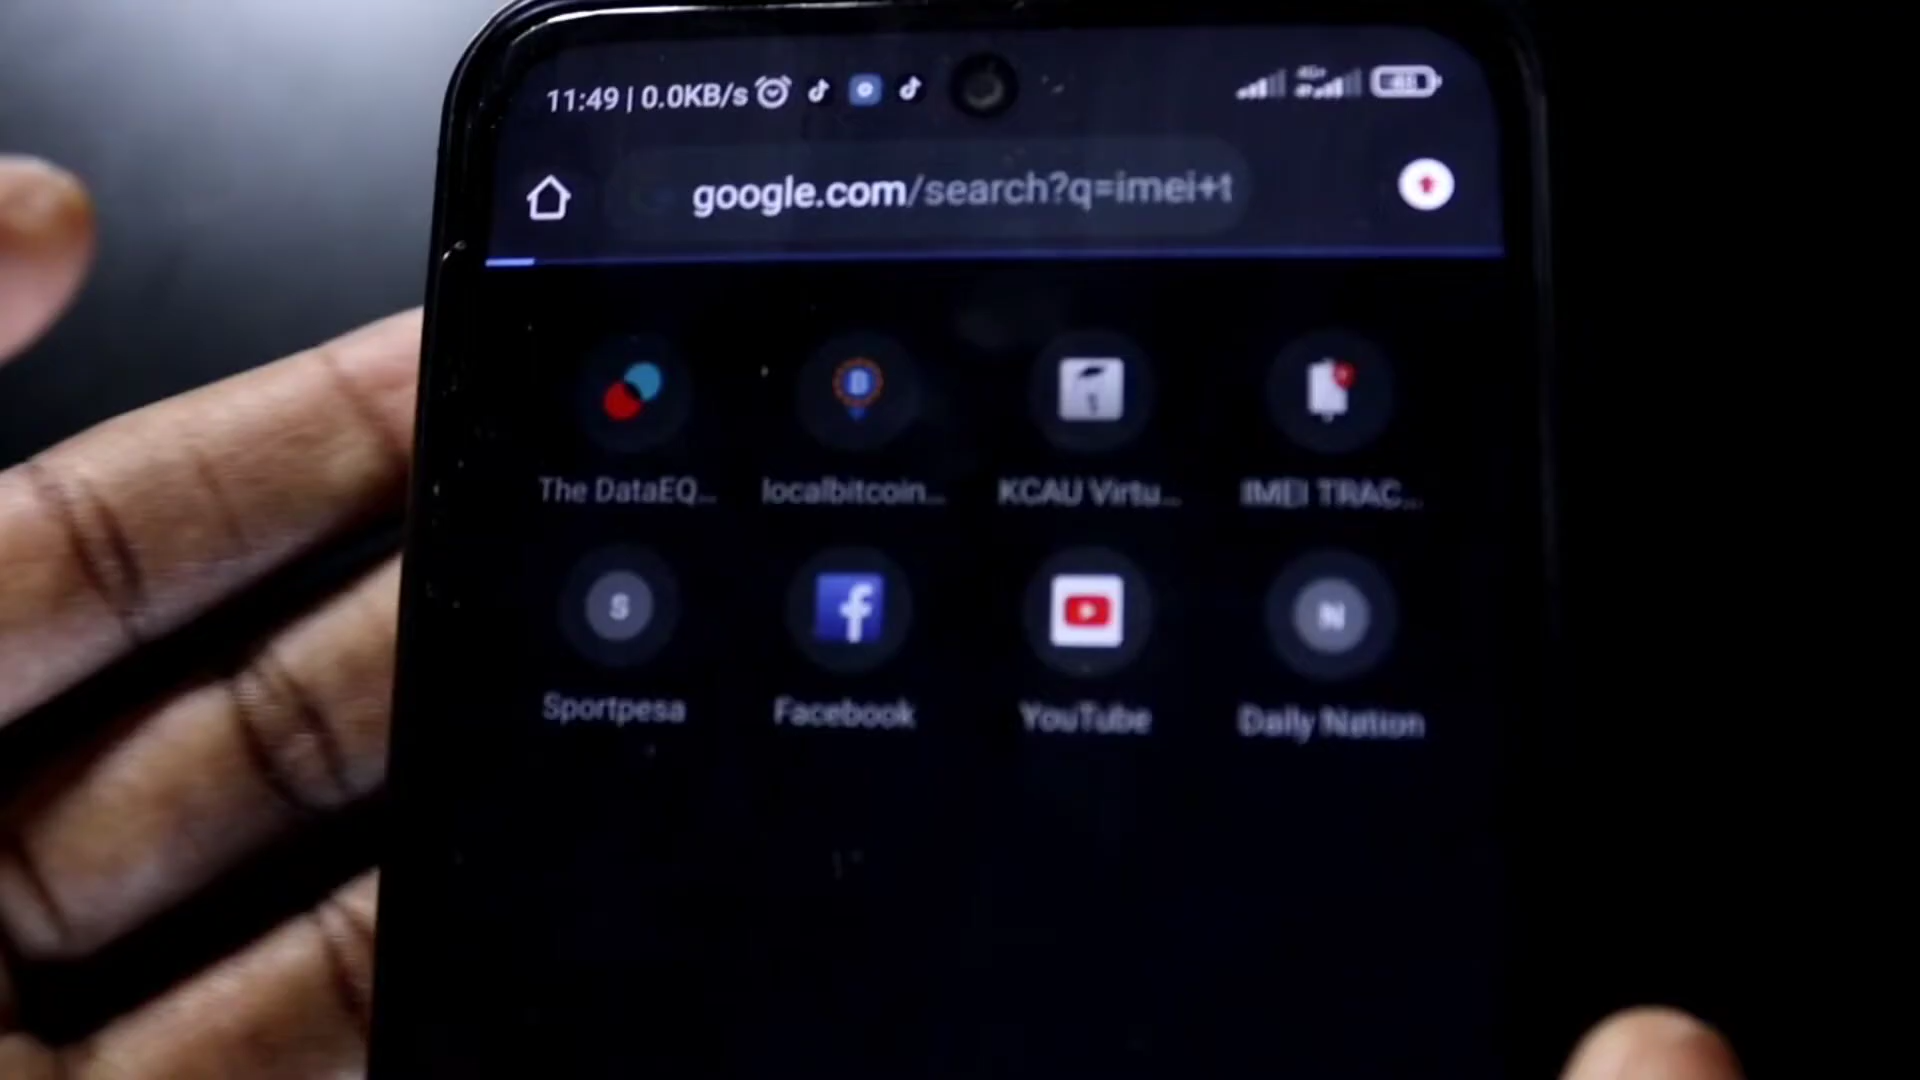 11:49 | 0.0KB/s
google.com/search?q=imei+t
The DataEQ... localbitcoin... KCAU Virtu... IMEI TRAC...
S N
Sportpesa Facebook YouTube Daily Nation